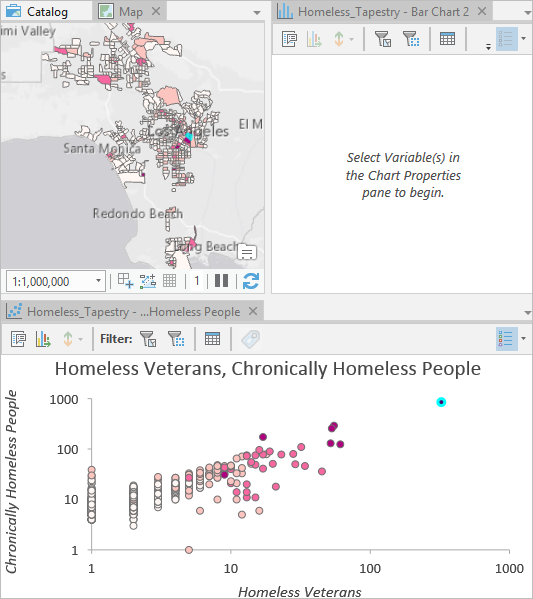 Catalog
Map
Homeless_Tapestry - Bar Chart 2
imi Valley
s
Los Angeles
El M
Santa Monica
Redondo Beach
Long Beach
Select Variable(s) in
the Chart Properties
pane to begin.
1:1,000,000
1
Homeless_Tapestry - ...Homeless People
Filter:
Homeless Veterans, Chronically Homeless People
Chronically Homeless People
1000
100
10
1
1
10
100
1000
Homeless Veterans